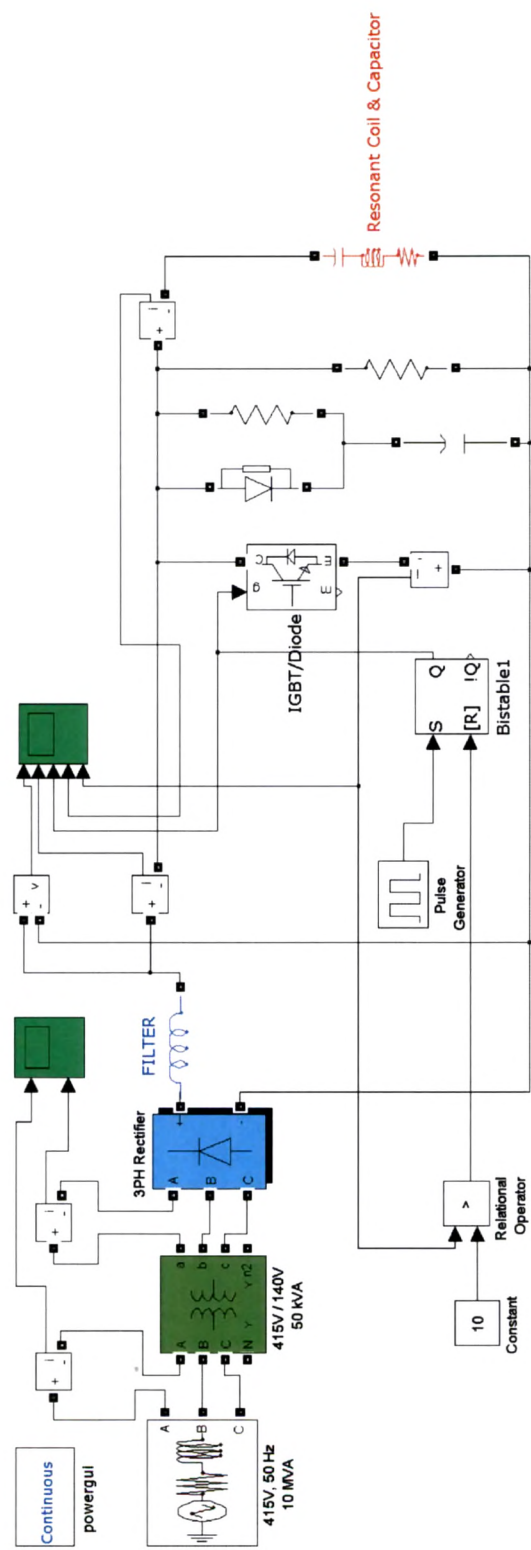 Continuous
powergui
415V, 50 Hz
10 MVA
A
B
C
i
+
-
A
B
C
N
Y
a
b
c
n2
Y
415V / 140V
50 kVA
i
+
-
3PH Rectifier
A
B
C
+
-
FILTER
+
-
v
+
-
i
i
+
-
Resonant Coil & Capacitor
g
C
E
m
IGBT/Diode
+
-
i
Pulse
Generator
S
Q
[R]
!Q
Bistable1
10
Constant
>
Relational
Operator